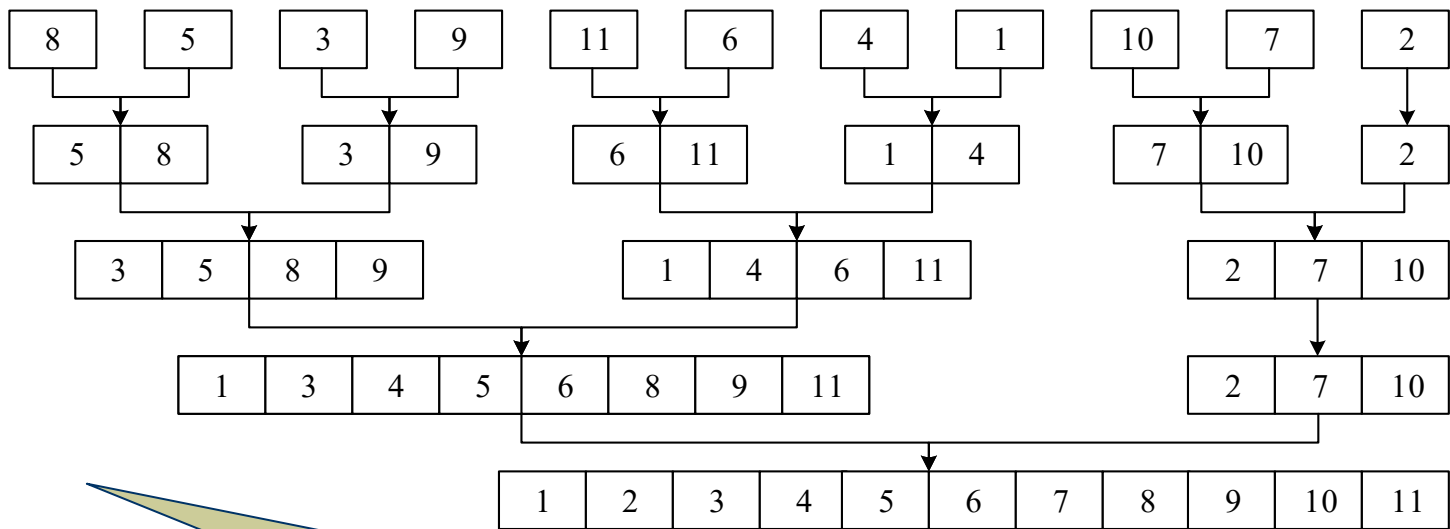 8 5 3 9 11 6 4 1 10 7 2
5 8 3 9 6 11 1 4 7 10 2
3 5 8 9 1 4 6 11 2 7 10
1 3 4 5 6 8 9 11 2 7 10
1 2 3 4 5 6 7 8 9 10 11